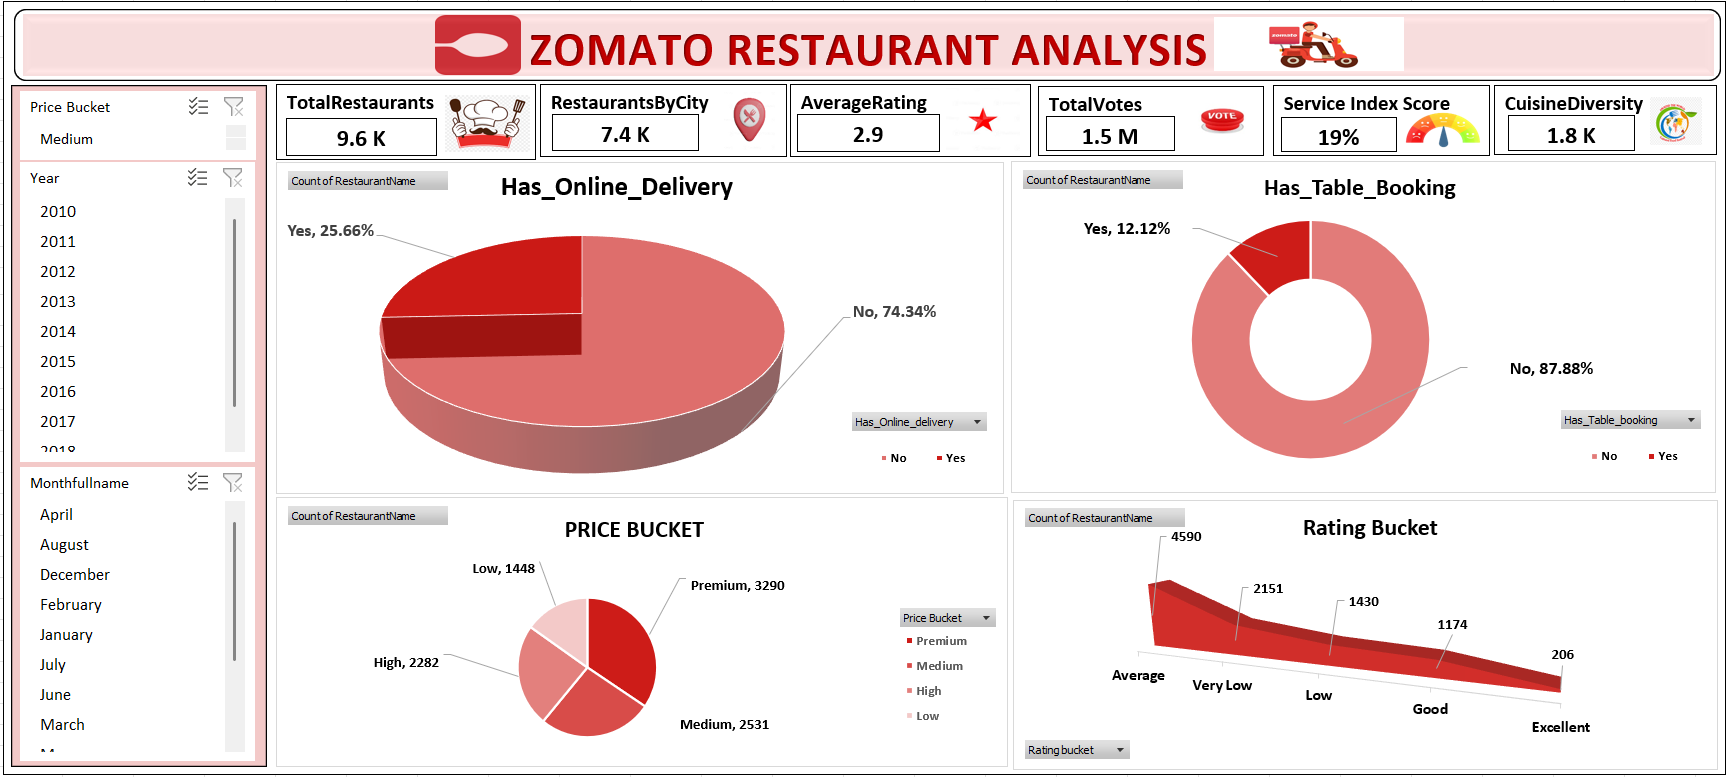 ZOMATO RESTAURANT ANALYSIS
zomato
Price Bucket
Medium
Year
2010
2011
2012
2013
2014
2015
2016
2017
2018
Monthfullname
April
August
December
February
January
July
June
March
TotalRestaurants
9.6 K
RestaurantsByCity
7.4 K
AverageRating
2.9
TotalVotes
1.5 M
VOTE
Service Index Score
19%
CuisineDiversity
1.8 K
Count of RestaurantName
Has_Online_Delivery
Yes, 25.66%
No, 74.34%
Has_Online_delivery
No Yes
Count of RestaurantName
Has_Table_Booking
Yes, 12.12%
No, 87.88%
Has_Table_booking
No Yes
Count of RestaurantName
PRICE BUCKET
Low, 1448
Premium, 3290
High, 2282
Medium, 2531
Price Bucket
Premium
Medium
High
Low
Count of RestaurantName
Rating Bucket
4590
2151
1430
1174
206
Average
Very Low
Low
Good
Excellent
Rating bucket